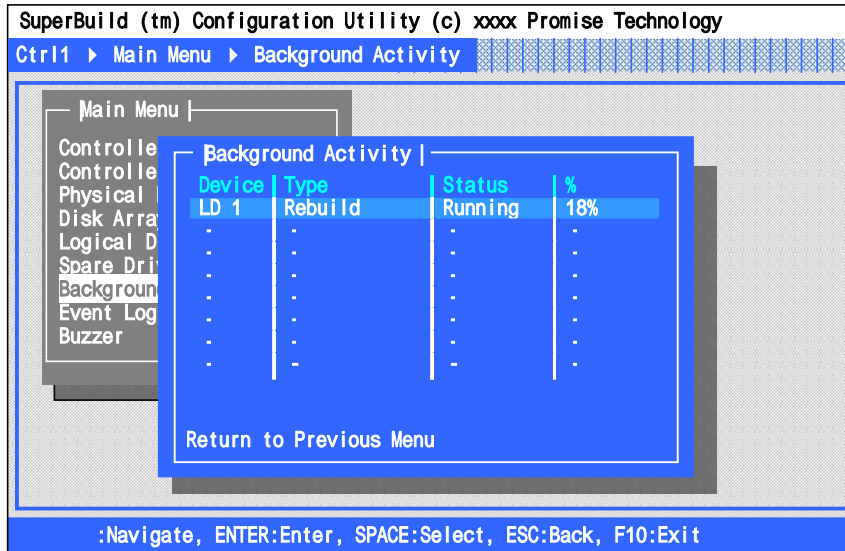 SuperBuild (tm) Configuration Utility (c) xxxx Promise Technology
Ctrl1 ▶ Main Menu ▶ Background Activity
Main Menu
Controlle
Controlle
Physical
Disk Arra
Logical D
Spare Dri
Backgroun
Event Log
Buzzer
Background Activity
Device Type Status %
LD 1 Rebuild Running 18%
- - - -
- - - -
- - - -
- - - -
- - - -
- - - -
- - - -
Return to Previous Menu
:Navigate, ENTER:Enter, SPACE:Select, ESC:Back, F10:Exit